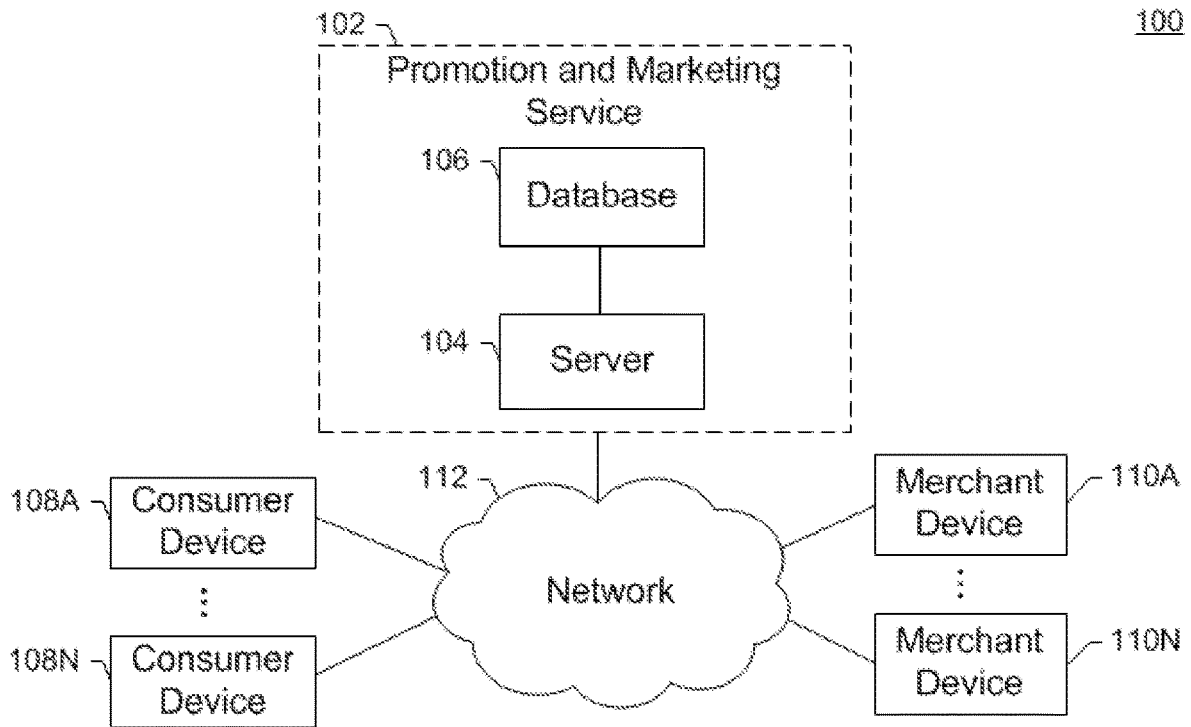 100
102
Promotion and Marketing
Service
106
Database
104
Server
112
Network
108A
Consumer
Device
108N
Consumer
Device
Merchant
Device
110A
Merchant
Device
110N